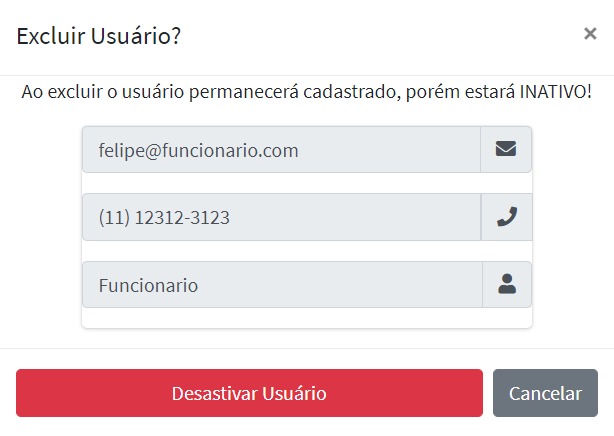 Excluir Usuário?
×
Ao excluir o usuário permanecerá cadastrado, porém estará INATIVO!
felipe@funcionario.com
(11) 12312-3123
Funcionario
Desastivar Usuário
Cancelar